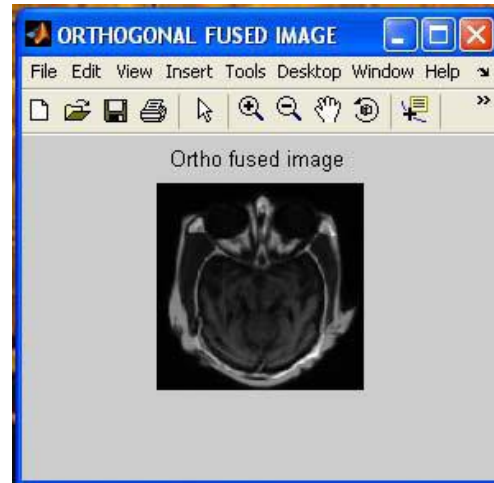 ORTHOGONAL FUSED IMAGE
File Edit View Insert Tools Desktop Window Help
Ortho fused image